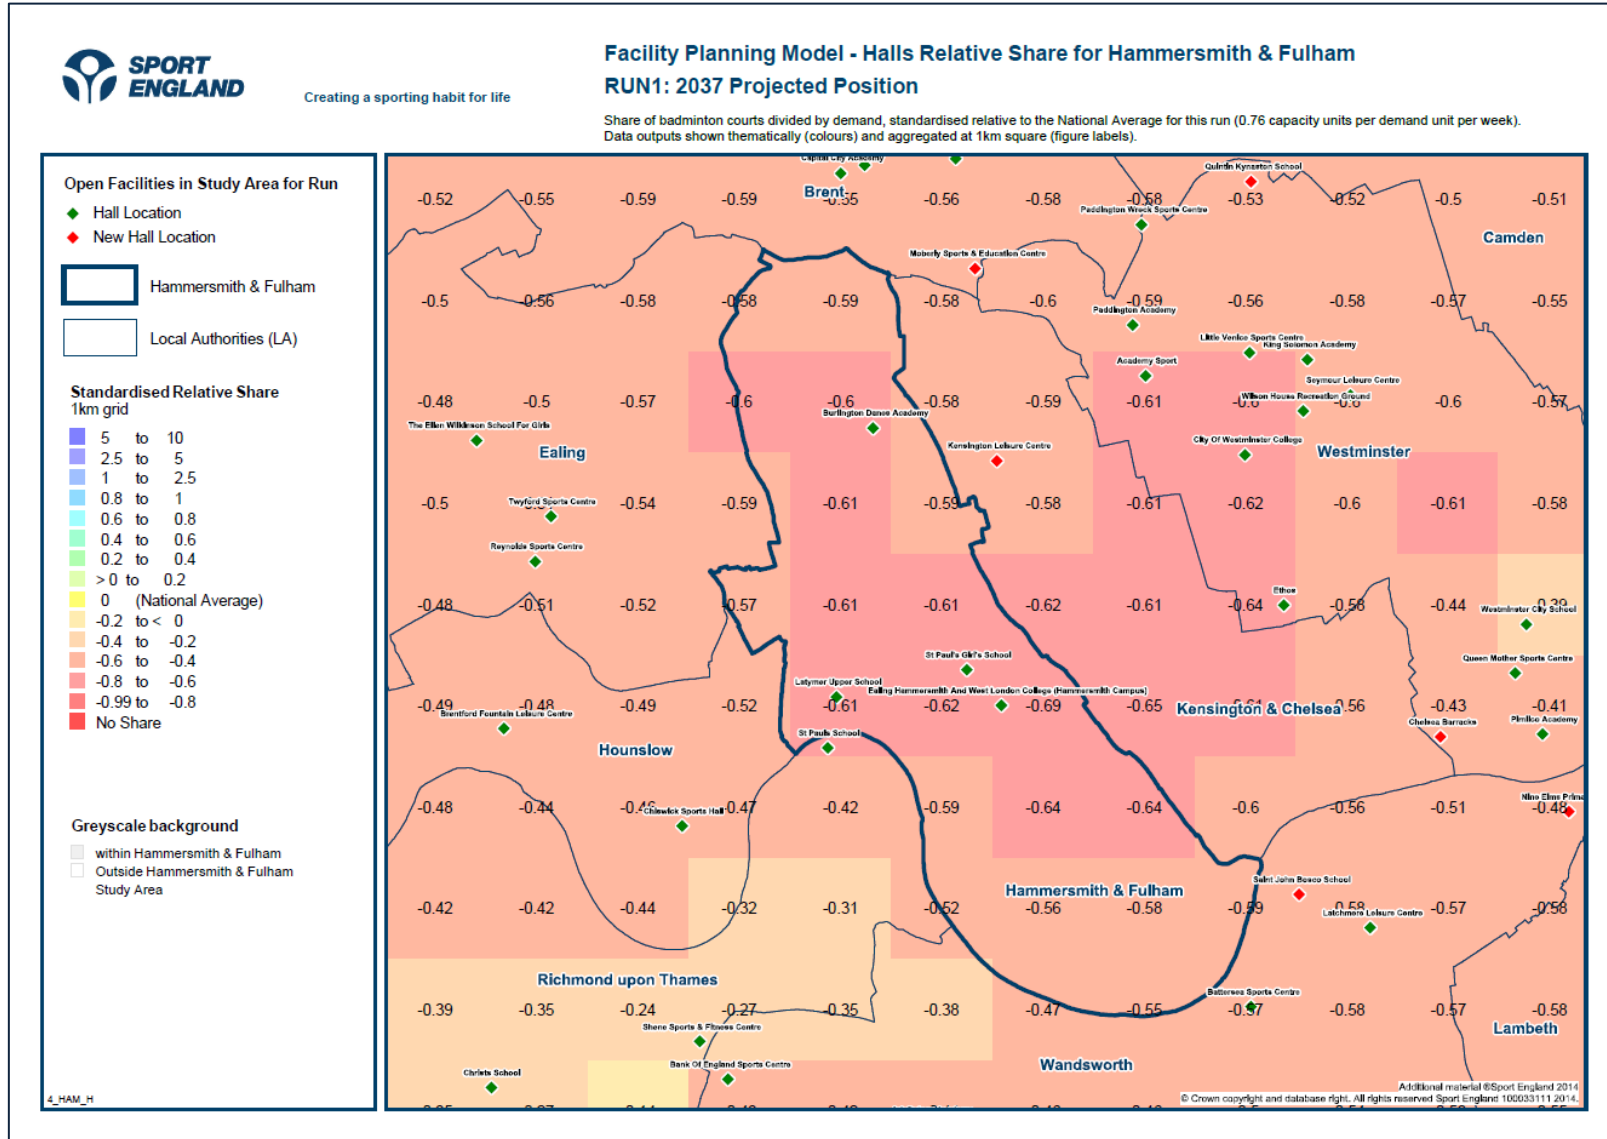 SPORT
ENGLAND
Creating a sporting habit for life
Facility Planning Model - Halls Relative Share for Hammersmith & Fulham
RUN1: 2037 Projected Position
Share of badminton courts divided by demand, standardised relative to the National Average for this run (0.76 capacity units per demand unit per week).
Data outputs shown thematically (colours) and aggregated at 1km square (figure labels).
Open Facilities in Study Area for Run
Hall Location
New Hall Location
Hammersmith & Fulham
Local Authorities (LA)
Standardised Relative Share
1km grid
5 to 10
2.5 to 5
1 to 2.5
0.8 to 1
0.6 to 0.8
0.4 to 0.6
0.2 to 0.4
> 0 to 0.2
0 (National Average)
-0.2 to < 0
-0.4 to -0.2
-0.6 to -0.4
-0.8 to -0.6
-0.99 to -0.8
No Share
Greyscale background
within Hammersmith & Fulham
Outside Hammersmith & Fulham
Study Area
4_HAM_H
Capital City Academy
Quintin Kynaston School
Brent
-0.52 -0.55 -0.59 -0.59 -0.55 -0.56 -0.58 -0.58 -0.53 -0.52 -0.5 -0.51
Paddington Wreck Sports Centre
Camden
Moberly Sports & Education Centre
-0.5 -0.56 -0.58 -0.58 -0.59 -0.58 -0.6 -0.59 -0.56 -0.58 -0.57 -0.55
Paddington Academy
Little Venice Sports Centre
King Solomon Academy
Academy Sport
Seymour Leisure Centre
Wilson House Recreation Ground
-0.48 -0.5 -0.57 -0.6 -0.6 -0.58 -0.59 -0.61 -0.6 -0.6 -0.6 -0.57
Burlington Danes Academy
The Ellen Wilkinson School For Girls
City Of Westminster College
Kensington Leisure Centre
Ealing
Westminster
-0.5 -0.54 -0.54 -0.59 -0.61 -0.59 -0.58 -0.61 -0.62 -0.6 -0.61 -0.58
Twyford Sports Centre
Reynolds Sports Centre
Ethos
-0.48 -0.51 -0.52 -0.57 -0.61 -0.61 -0.62 -0.61 -0.64 -0.58 -0.44 -0.39
Westminster City School
St Paul's Girl's School
Queen Mother Sports Centre
Latymer Upper School
Ealing Hammersmith And West London College (Hammersmith Campus)
-0.49 -0.48 -0.49 -0.52 -0.61 -0.62 -0.69 -0.65 -0.56 -0.43 -0.41
Kensington & Chelsea
Brentford Fountain Leisure Centre
Chelsea Barracks
Pimlico Academy
St Pauls School
Hounslow
Nine Elms Prima
-0.48 -0.44 -0.46 -0.47 -0.42 -0.59 -0.64 -0.64 -0.6 -0.56 -0.51 -0.48
Chiswick Sports Hall
Saint John Bosco School
Hammersmith & Fulham
-0.42 -0.42 -0.44 -0.32 -0.31 -0.52 -0.56 -0.58 -0.59 -0.57 -0.58
Latchmere Leisure Centre
Richmond upon Thames
Battersea Sports Centre
-0.39 -0.35 -0.24 -0.27 -0.35 -0.38 -0.47 -0.55 -0.57 -0.58 -0.57 -0.58
Shene Sports & Fitness Centre
Lambeth
Bank Of England Sports Centre
Wandsworth
Christs School
Additional material ©Sport England 2014
© Crown copyright and database right. All rights reserved Sport England 100033111 2014.